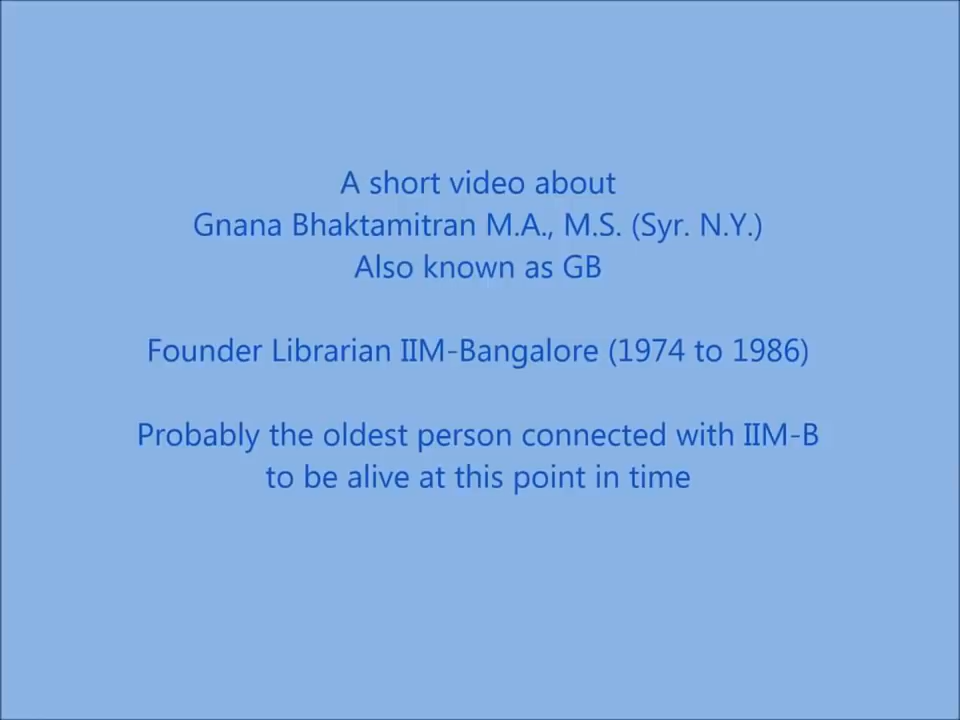 A short video about
Gnana Bhaktamitran M.A., M.S. (Syr. N.Y.)
Also known as GB
Founder Librarian IIM-Bangalore (1974 to 1986)
Probably the oldest person connected with IIM-B
to be alive at this point in time